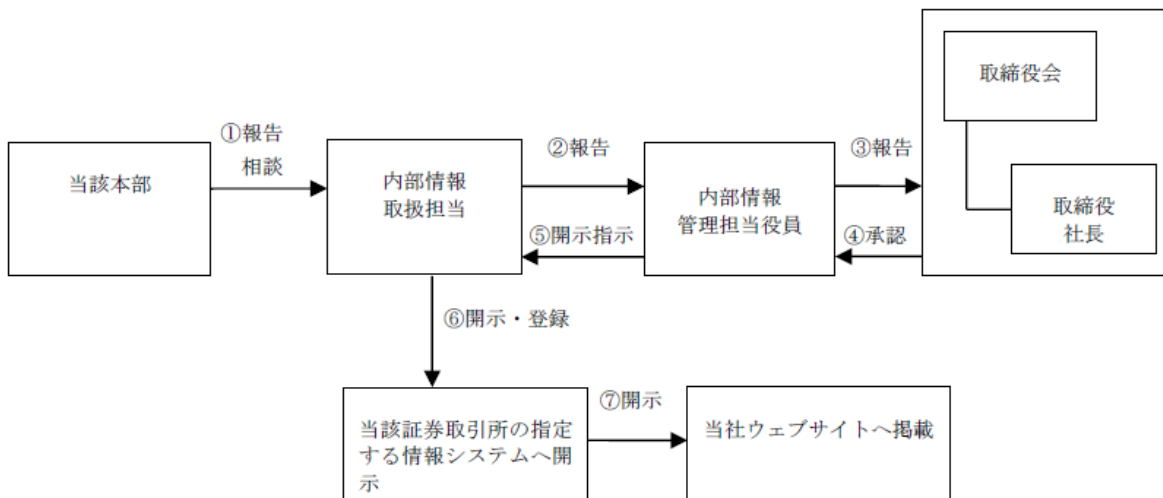 取締役会
①報告
相談
②報告
③報告
当該本部
内部情報
取扱担当
内部情報
管理担当役員
取締役
社長
⑤開示指示
④承認
⑥開示・登録
⑦開示
当該証券取引所の指定
する情報システムへ開
示
当社ウェブサイトへ掲載